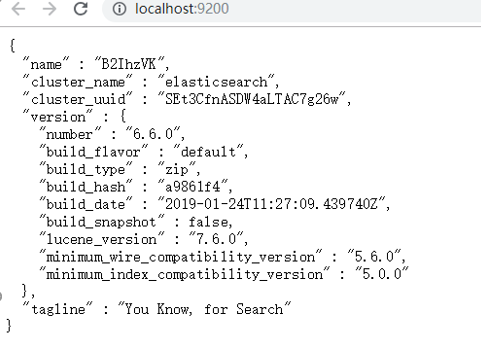 localhost:9200
{
"name" : "B2IhzVK",
"cluster_name" : "elasticsearch",
"cluster_uuid" : "SEt3CfnASDW4aLTAC7g26w",
"version" : {
"number" : "6.6.0",
"build_flavor" : "default",
"build_type" : "zip",
"build_hash" : "a9861f4",
"build_date" : "2019-01-24T11:27:09.439740Z",
"build_snapshot" : false,
"lucene_version" : "7.6.0",
"minimum_wire_compatibility_version" : "5.6.0",
"minimum_index_compatibility_version" : "5.0.0"
},
"tagline" : "You Know, for Search"
}